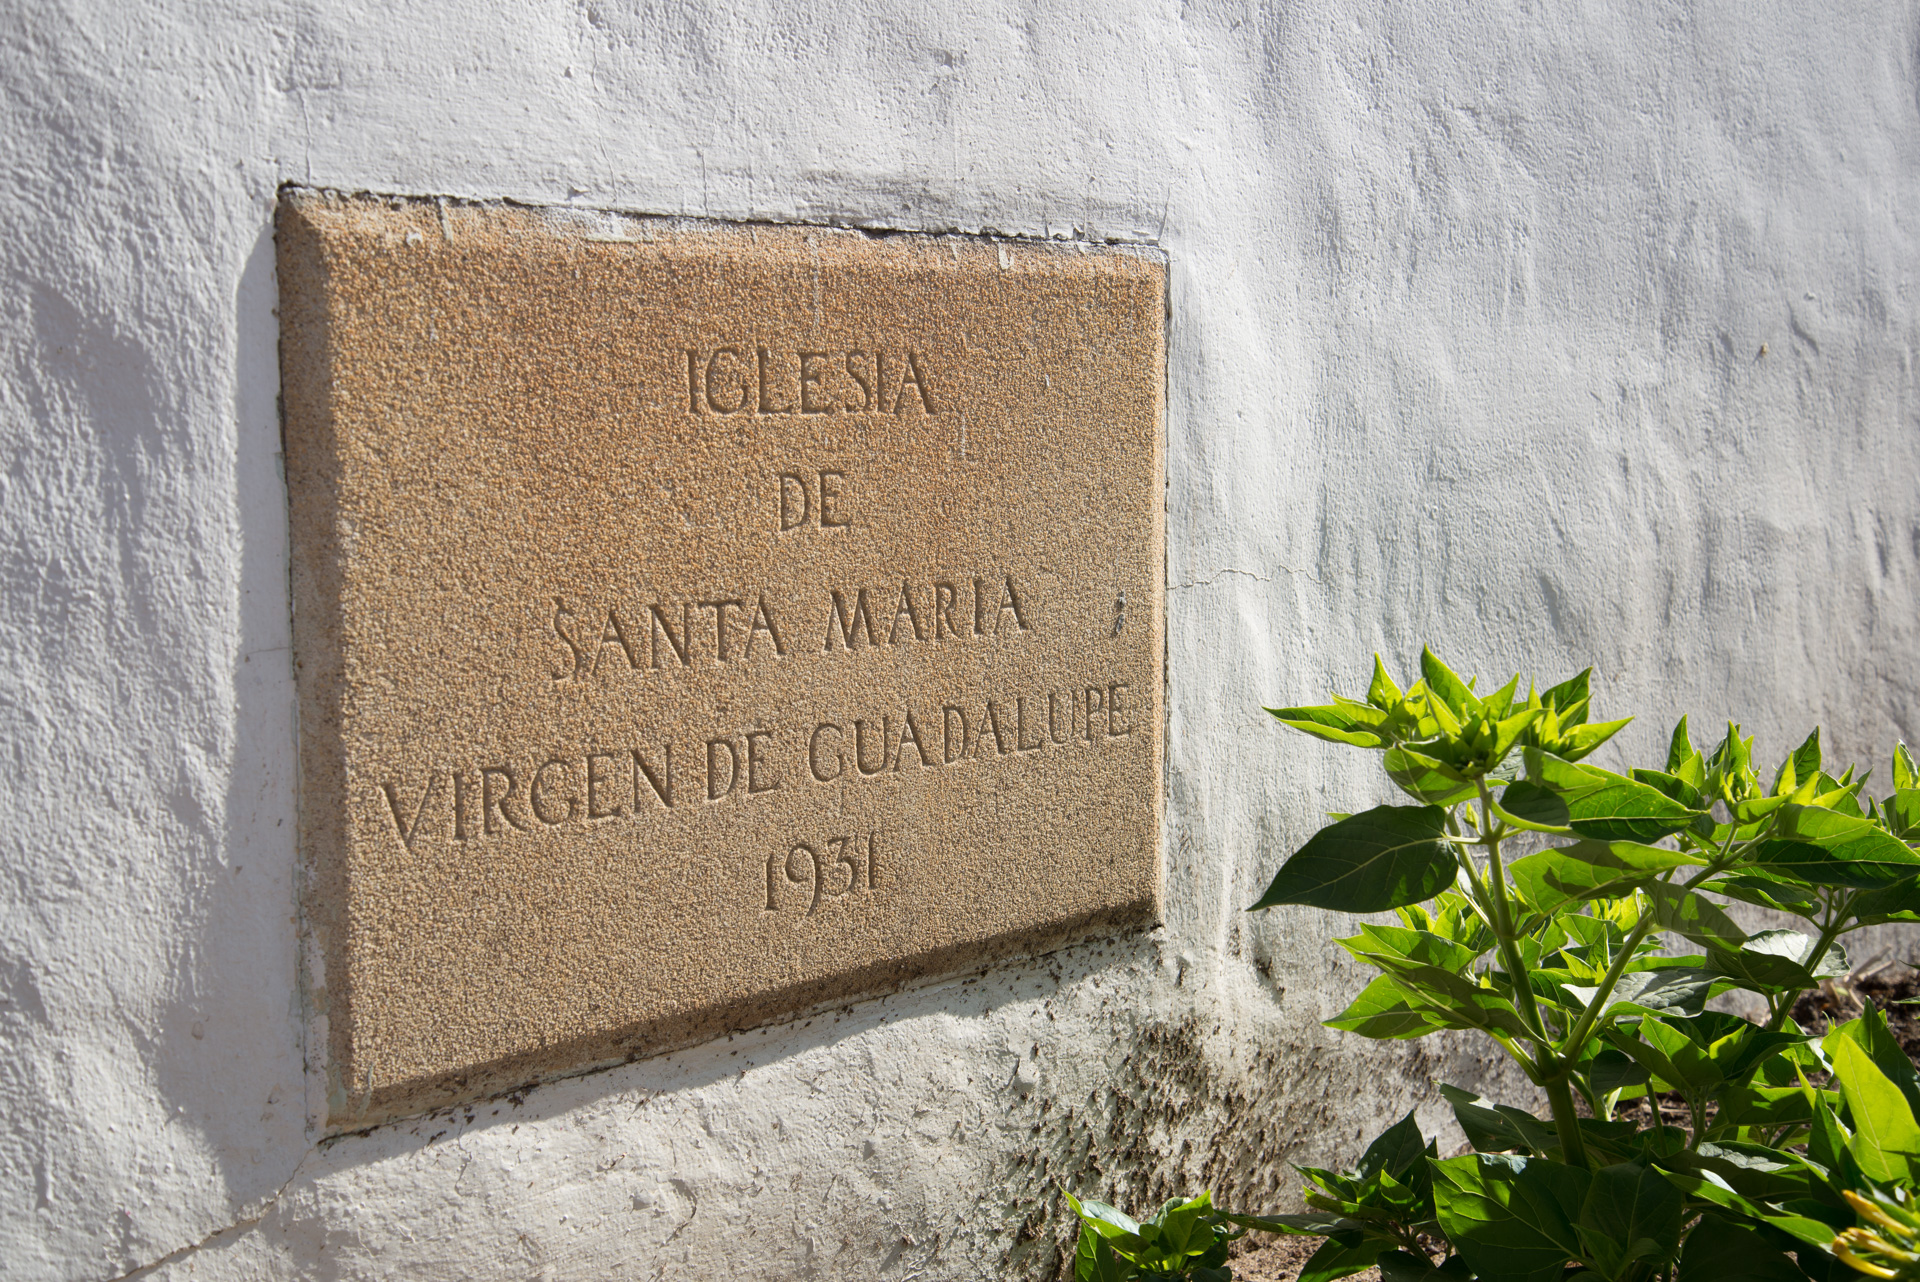 IGLESIA
DE
SANTA MARIA
VIRGEN DE GUADALUPE
1931